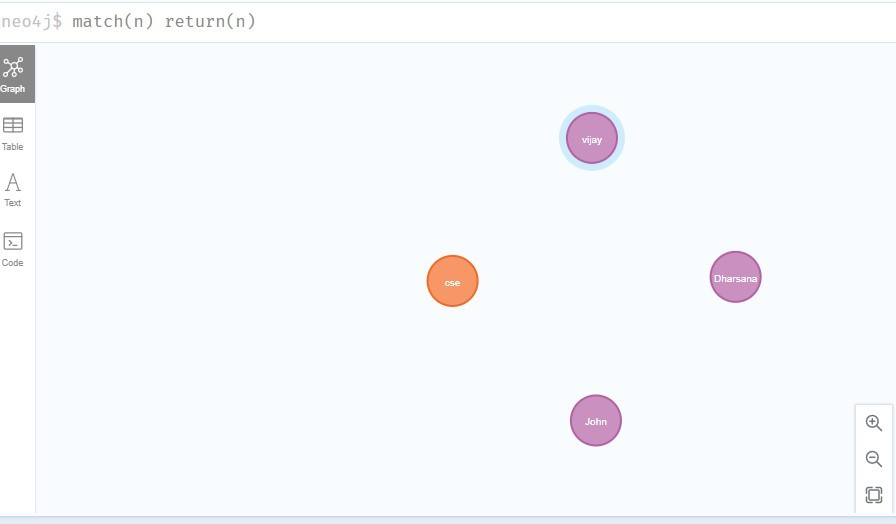 neo4j$ match(n) return(n)
Graph
vijay
Table
A
Text
Code
cse
Dharsana
John